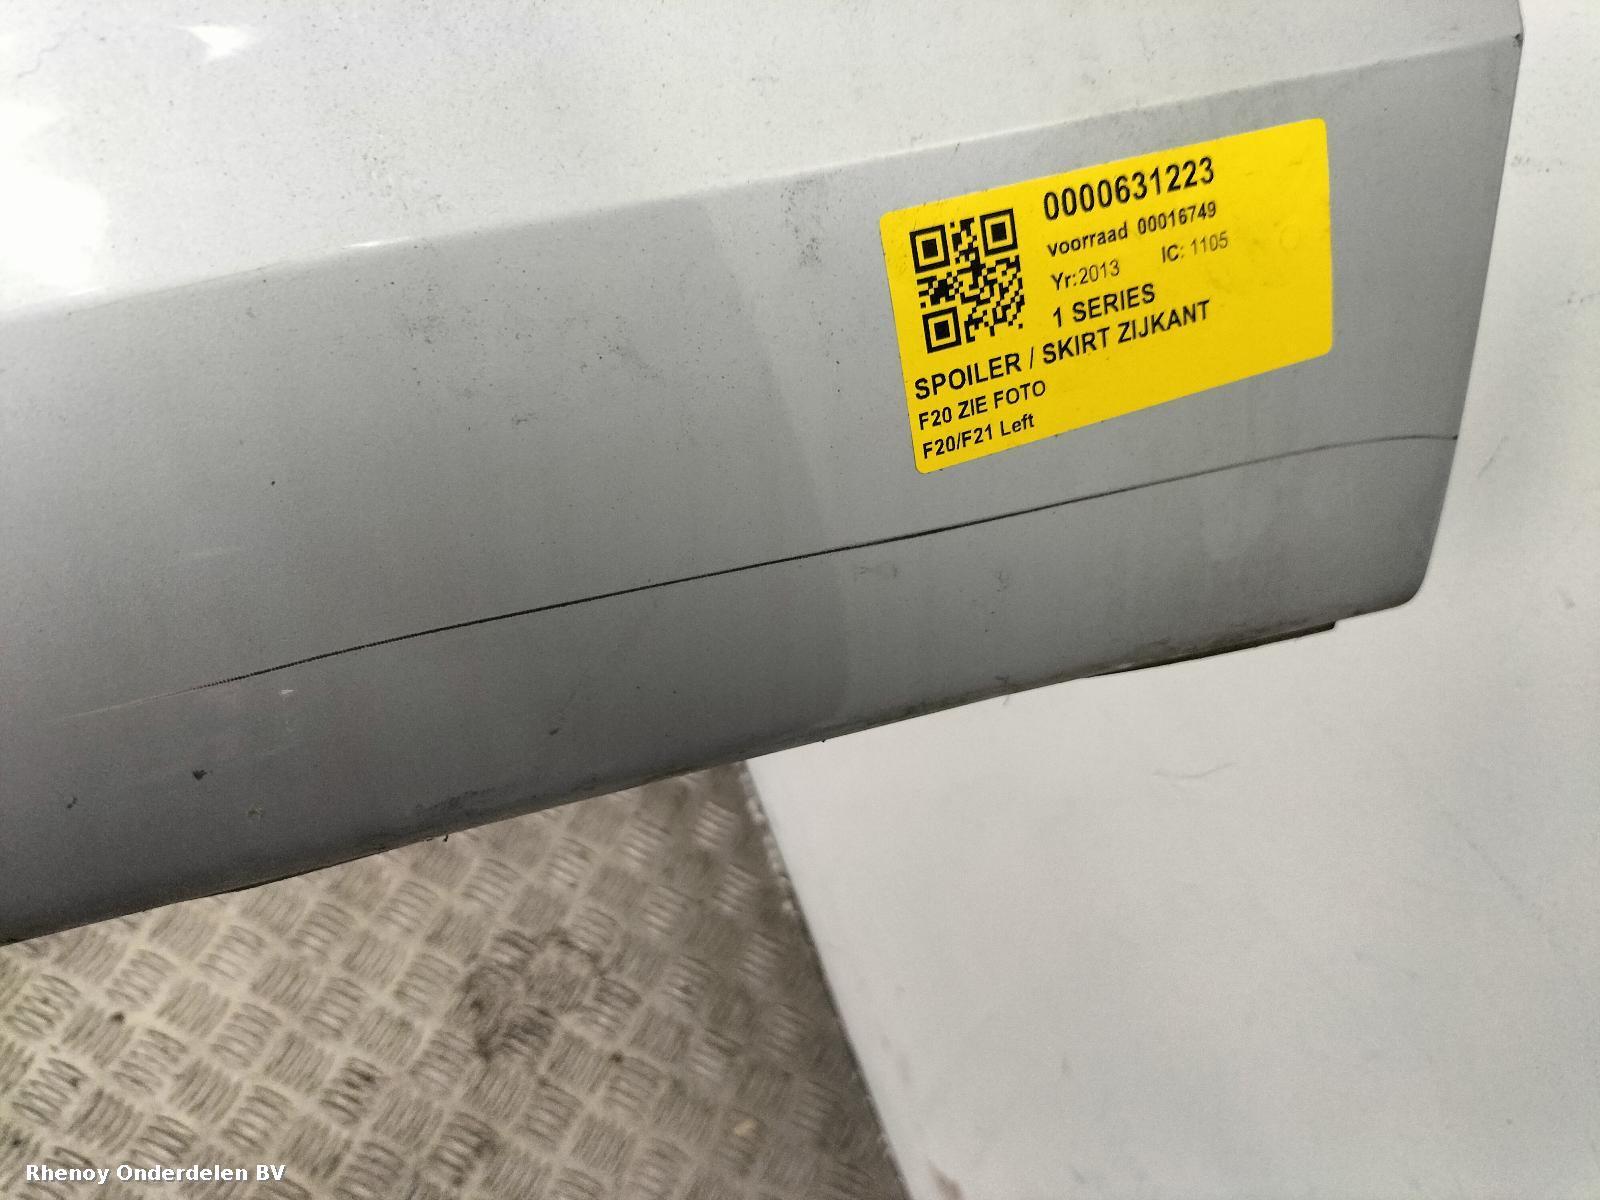 0000631223
voorraad 00016749
Yr:2013 IC: 1105
1 SERIES
SPOILER / SKIRT ZIJKANT
F20 ZIE FOTO
F20/F21 Left
Rhenoy Onderdelen BV